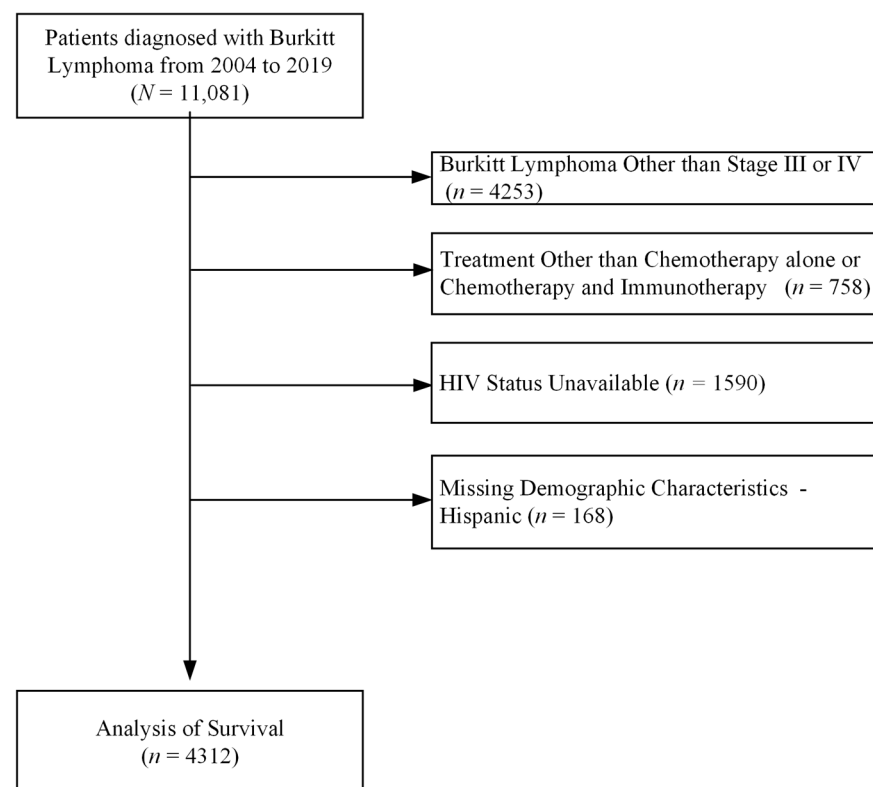 Patients diagnosed with Burkitt
Lymphoma from 2004 to 2019
(N = 11,081)
Burkitt Lymphoma Other than Stage III or IV
(n = 4253)
Treatment Other than Chemotherapy alone or
Chemotherapy and Immunotherapy (n = 758)
HIV Status Unavailable (n = 1590)
Missing Demographic Characteristics -
Hispanic (n = 168)
Analysis of Survival
(n = 4312)